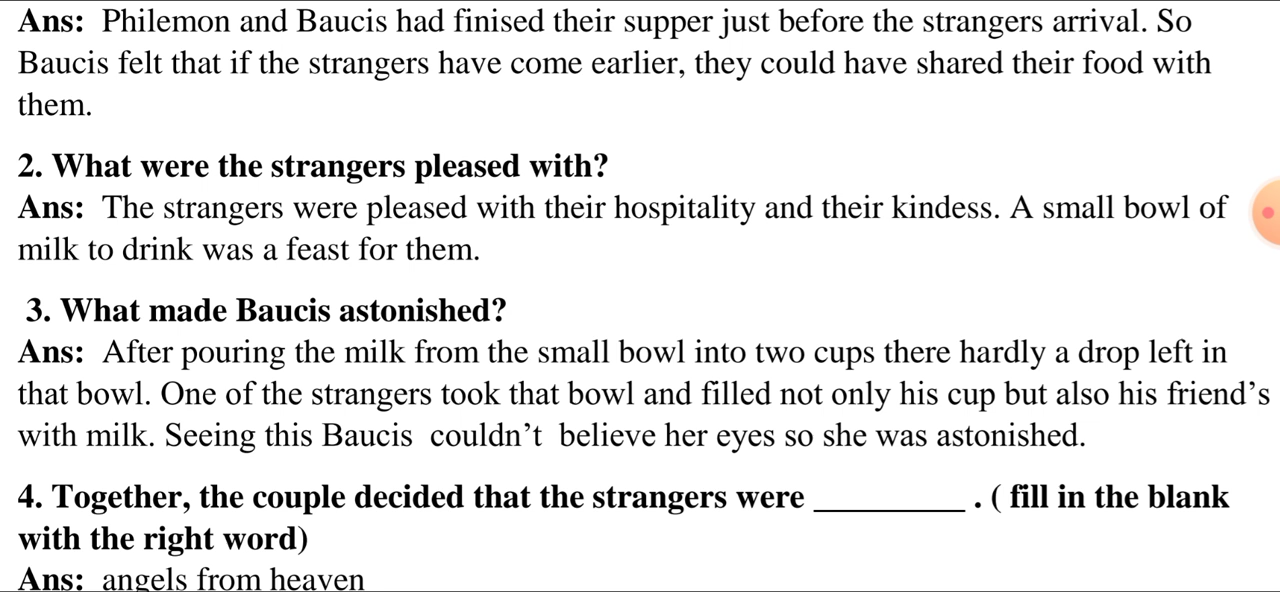 Ans: Philemon and Baucis had finised their supper just before the strangers arrival. So
Baucis felt that if the strangers have come earlier, they could have shared their food with
them.
2. What were the strangers pleased with?
Ans: The strangers were pleased with their hospitality and their kindess. A small bowl of
milk to drink was a feast for them.
3. What made Baucis astonished?
Ans: After pouring the milk from the small bowl into two cups there hardly a drop left in
that bowl. One of the strangers took that bowl and filled not only his cup but also his friend’s
with milk. Seeing this Baucis couldn’t believe her eyes so she was astonished.
4. Together, the couple decided that the strangers were _________ . ( fill in the blank
with the right word)
Ans: angels from heaven